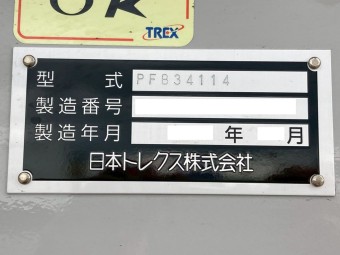 OK
TREX
型式 PFB34114
製造番号
製造年月 年 月
日本トレクス株式会社